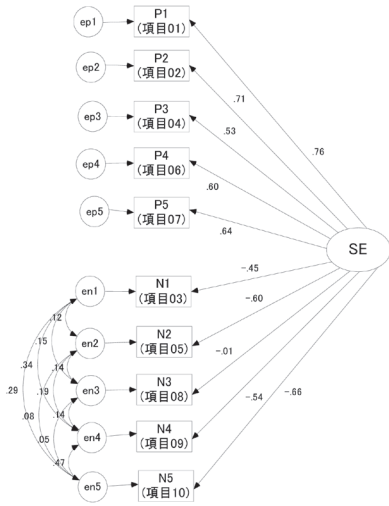 ep1
P1
(項目01)
ep2
P2
(項目02)
.71
ep3
P3
(項目04)
.53
.76
ep4
P4
(項目06)
.60
ep5
P5
(項目07)
.64
SE
en1
N1
(項目03)
-.45
.12
en2
N2
(項目05)
-.60
.15
.34
.14
-.01
.29
en3
N3
(項目08)
.19
-.54
-.66
.08
.14
en4
N4
(項目09)
.05
.47
en5
N5
(項目10)